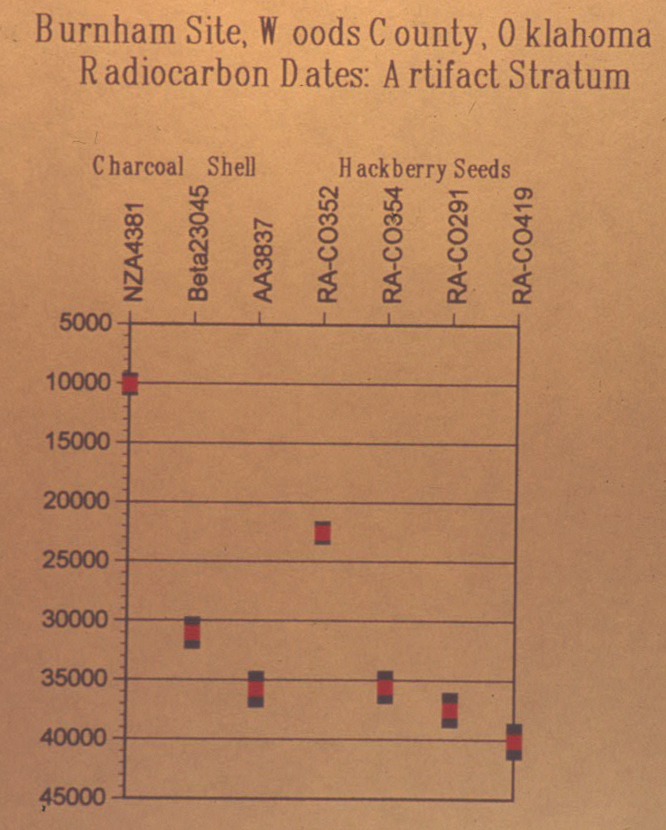 Burnham Site, Woods County, Oklahoma
Radiocarbon Dates: Artifact Stratum
Charcoal Shell Hackberry Seeds
NZA4381
Beta23045
AA3837
RA-CO352
RA-CO354
RA-CO291
RA-CO419
5000
10000
15000
20000
25000
30000
35000
40000
45000